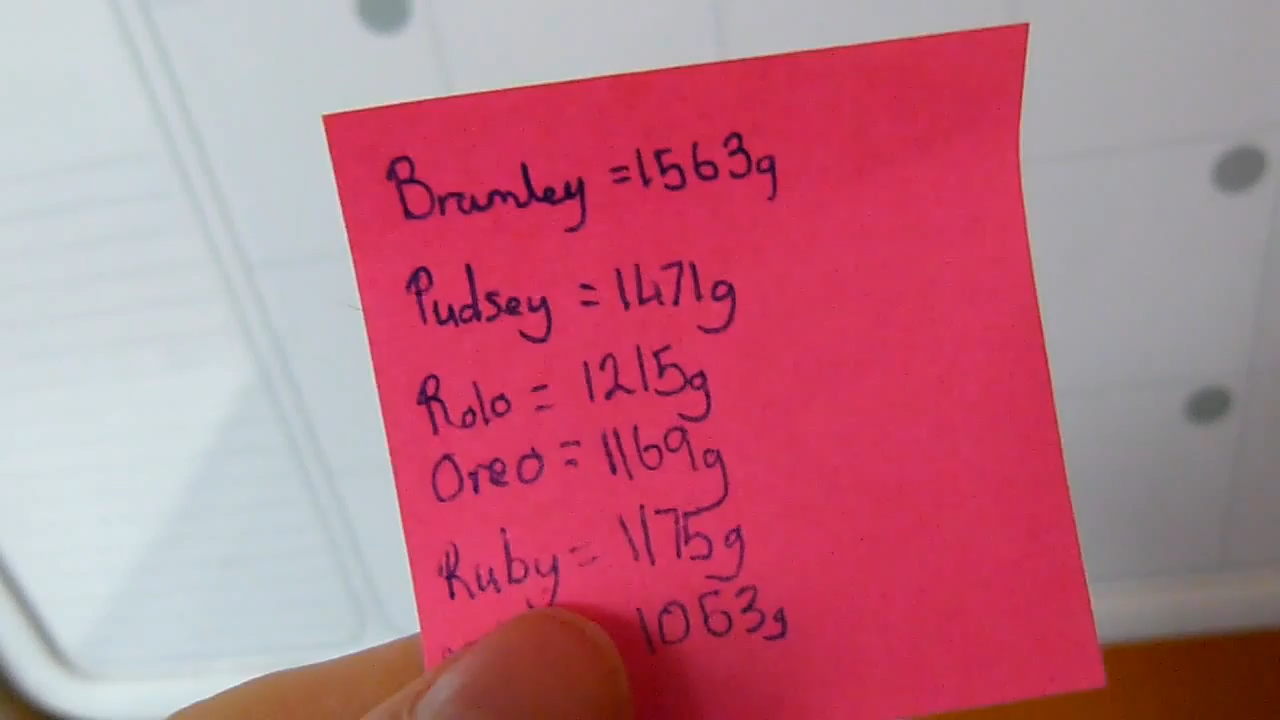 Bramley = 1563g
Pudsey = 1471g
Rolo = 1215g
Oreo = 1169g
Ruby = 1175g
1063g